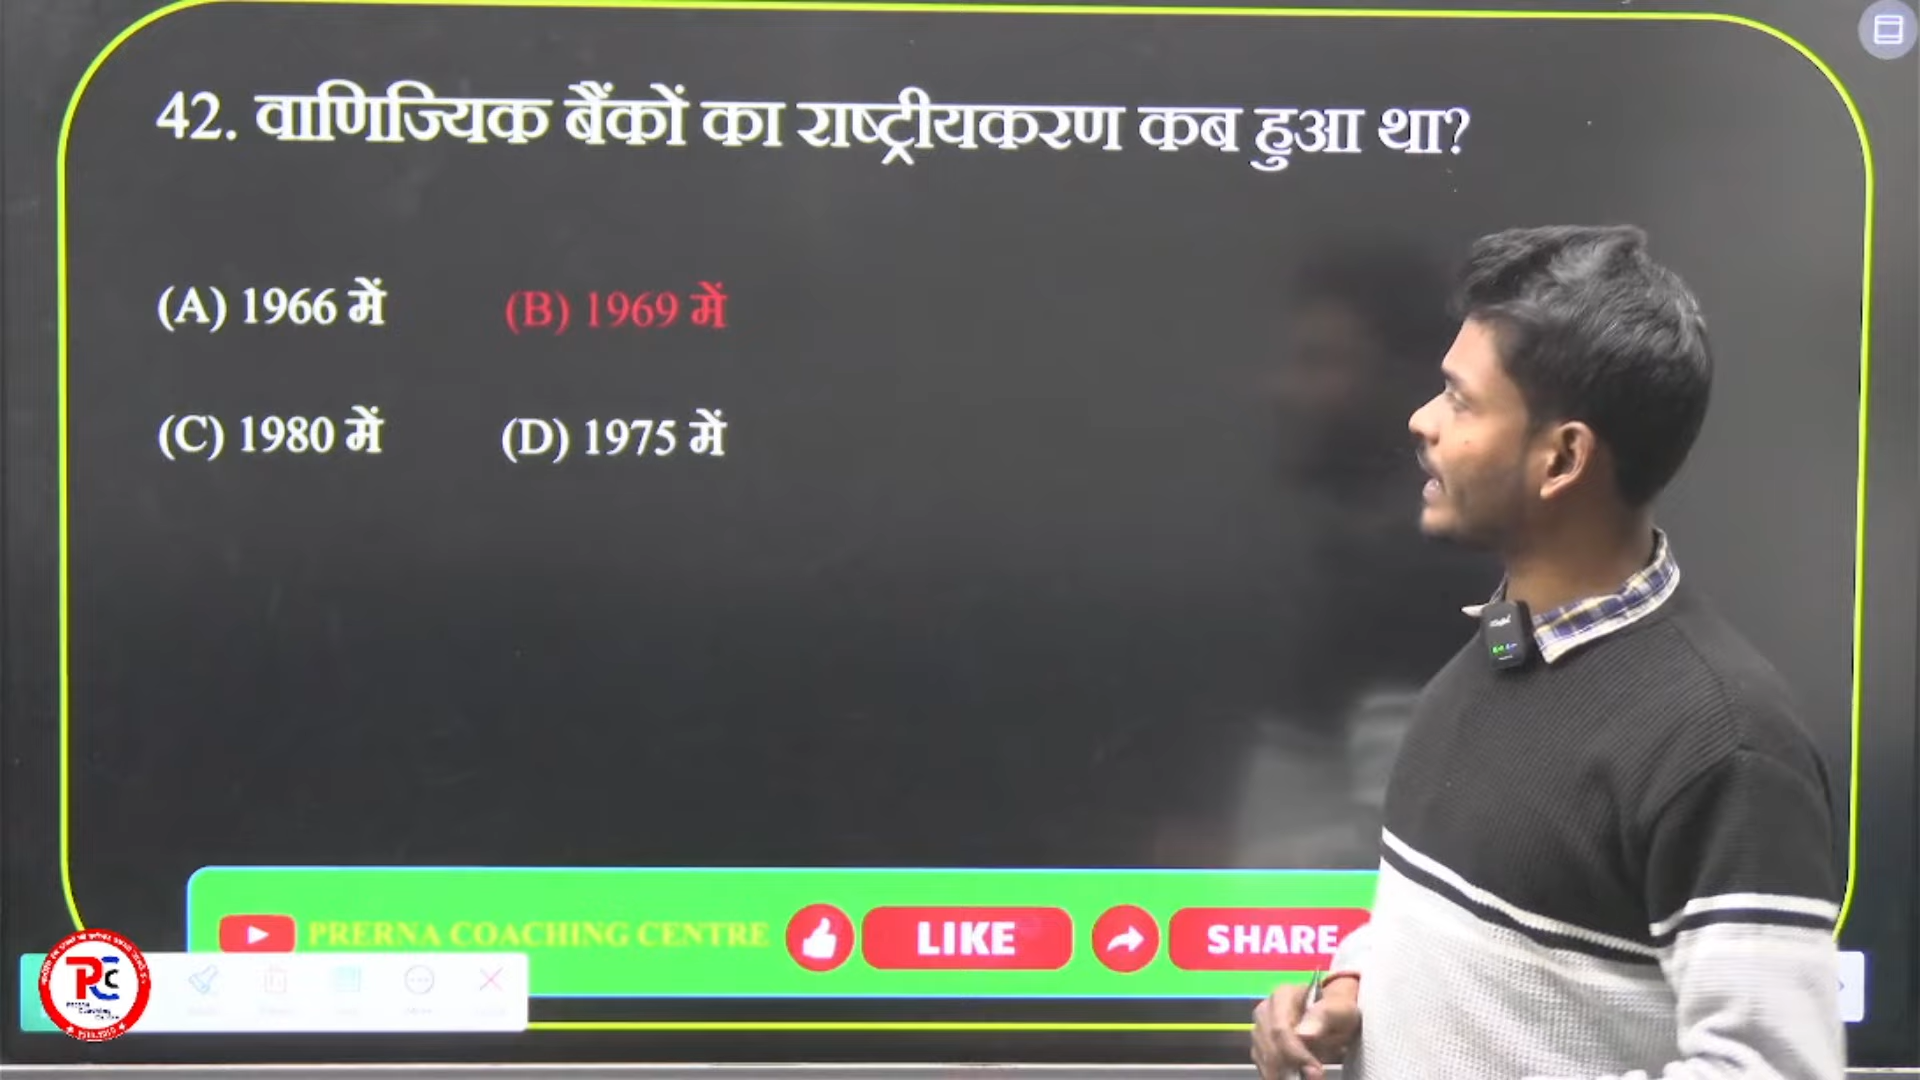 42. वाणिज्यिक बैंकों का राष्ट्रीयकरण कब हुआ था?
(A) 1966 में (B) 1969 में
(C) 1980 में (D) 1975 में
PRERNA COACHING CENTRE LIKE SHARE